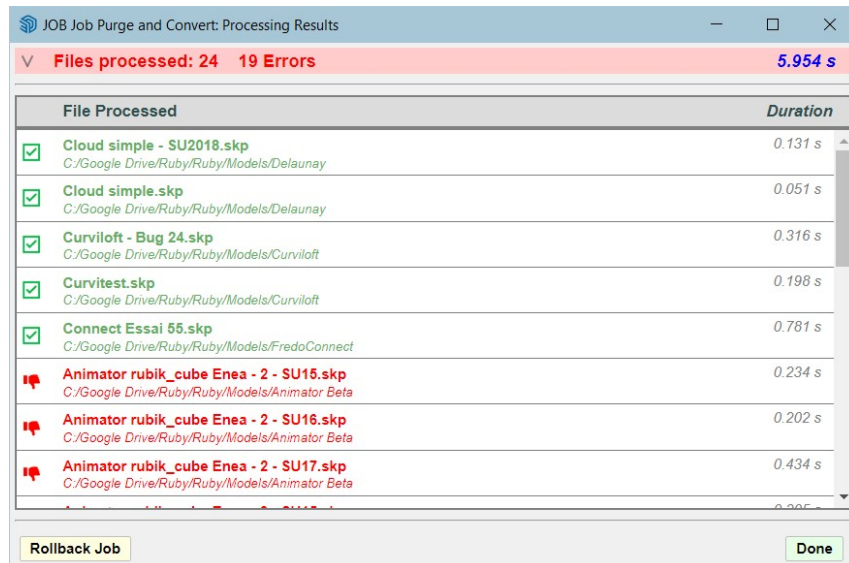 JOB Job Purge and Convert: Processing Results
Files processed: 24 19 Errors 5.954 s
File Processed Duration
Cloud simple - SU2018.skp 0.131 s
C:/Google Drive/Ruby/Ruby/Models/Delaunay
Cloud simple.skp 0.051 s
C:/Google Drive/Ruby/Ruby/Models/Delaunay
Curviloft - Bug 24.skp 0.316 s
C:/Google Drive/Ruby/Ruby/Models/Curviloft
Curvitest.skp 0.198 s
C:/Google Drive/Ruby/Ruby/Models/Curviloft
Connect Essai 55.skp 0.781 s
C:/Google Drive/Ruby/Ruby/Models/FredoConnect
Animator rubik_cube Enea - 2 - SU15.skp 0.234 s
C:/Google Drive/Ruby/Ruby/Models/Animator Beta
Animator rubik_cube Enea - 2 - SU16.skp 0.202 s
C:/Google Drive/Ruby/Ruby/Models/Animator Beta
Animator rubik_cube Enea - 2 - SU17.skp 0.434 s
C:/Google Drive/Ruby/Ruby/Models/Animator Beta
Rollback Job Done